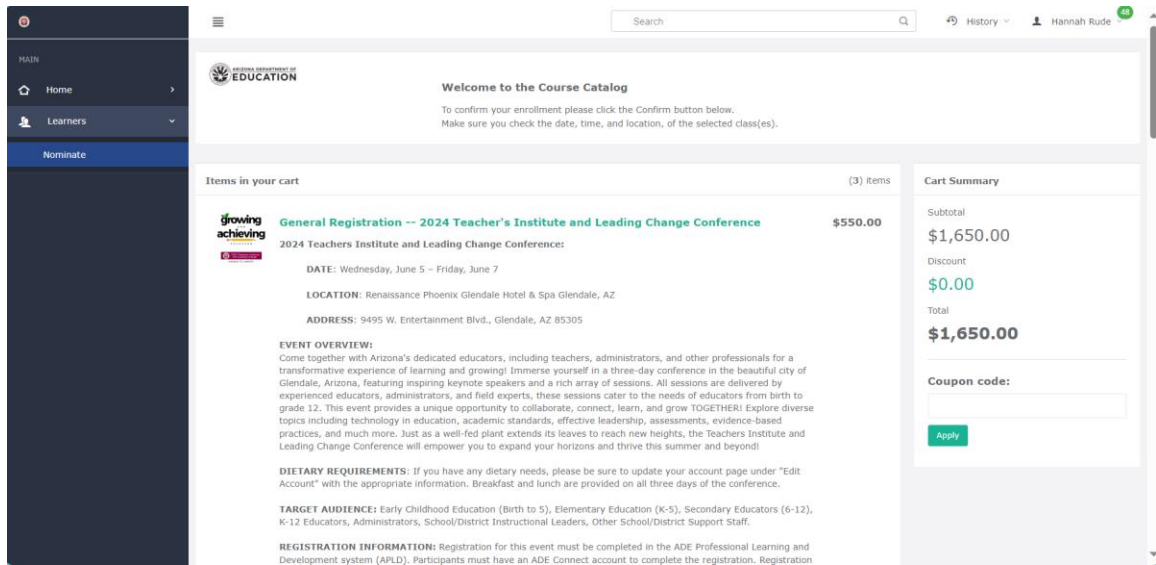 Search
History
Hannah Rude
48
MAIN
Home
Learners
Nominate
ARIZONA DEPARTMENT OF
EDUCATION
Welcome to the Course Catalog
To confirm your enrollment please click the Confirm button below.
Make sure you check the date, time, and location, of the selected class(es).
Items in your cart
(3) items
growing
achieving
General Registration -- 2024 Teacher's Institute and Leading Change Conference
$550.00
2024 Teachers Institute and Leading Change Conference:
DATE: Wednesday, June 5 – Friday, June 7
LOCATION: Renaissance Phoenix Glendale Hotel & Spa Glendale, AZ
ADDRESS: 9495 W. Entertainment Blvd., Glendale, AZ 85305
EVENT OVERVIEW:
Come together with Arizona's dedicated educators, including teachers, administrators, and other professionals for a
transformative experience of learning and growing! Immerse yourself in a three-day conference in the beautiful city of
Glendale, Arizona, featuring inspiring keynote speakers and a rich array of sessions. All sessions are delivered by
experienced educators, administrators, and field experts, these sessions cater to the needs of educators from birth to
grade 12. This event provides a unique opportunity to collaborate, connect, learn, and grow TOGETHER! Explore diverse
topics including technology in education, academic standards, effective leadership, assessments, evidence-based
practices, and much more. Just as a well-fed plant extends its leaves to reach new heights, the Teachers Institute and
Leading Change Conference will empower you to expand your horizons and thrive this summer and beyond!
DIETARY REQUIREMENTS: If you have any dietary needs, please be sure to update your account page under "Edit
Account" with the appropriate information. Breakfast and lunch are provided on all three days of the conference.
TARGET AUDIENCE: Early Childhood Education (Birth to 5), Elementary Education (K-5), Secondary Educators (6-12),
K-12 Educators, Administrators, School/District Instructional Leaders, Other School/District Support Staff.
REGISTRATION INFORMATION: Registration for this event must be completed in the ADE Professional Learning and
Development system (APLD). Participants must have an ADE Connect account to complete the registration. Registration
Cart Summary
Subtotal
$1,650.00
Discount
$0.00
Total
$1,650.00
Coupon code:
Apply